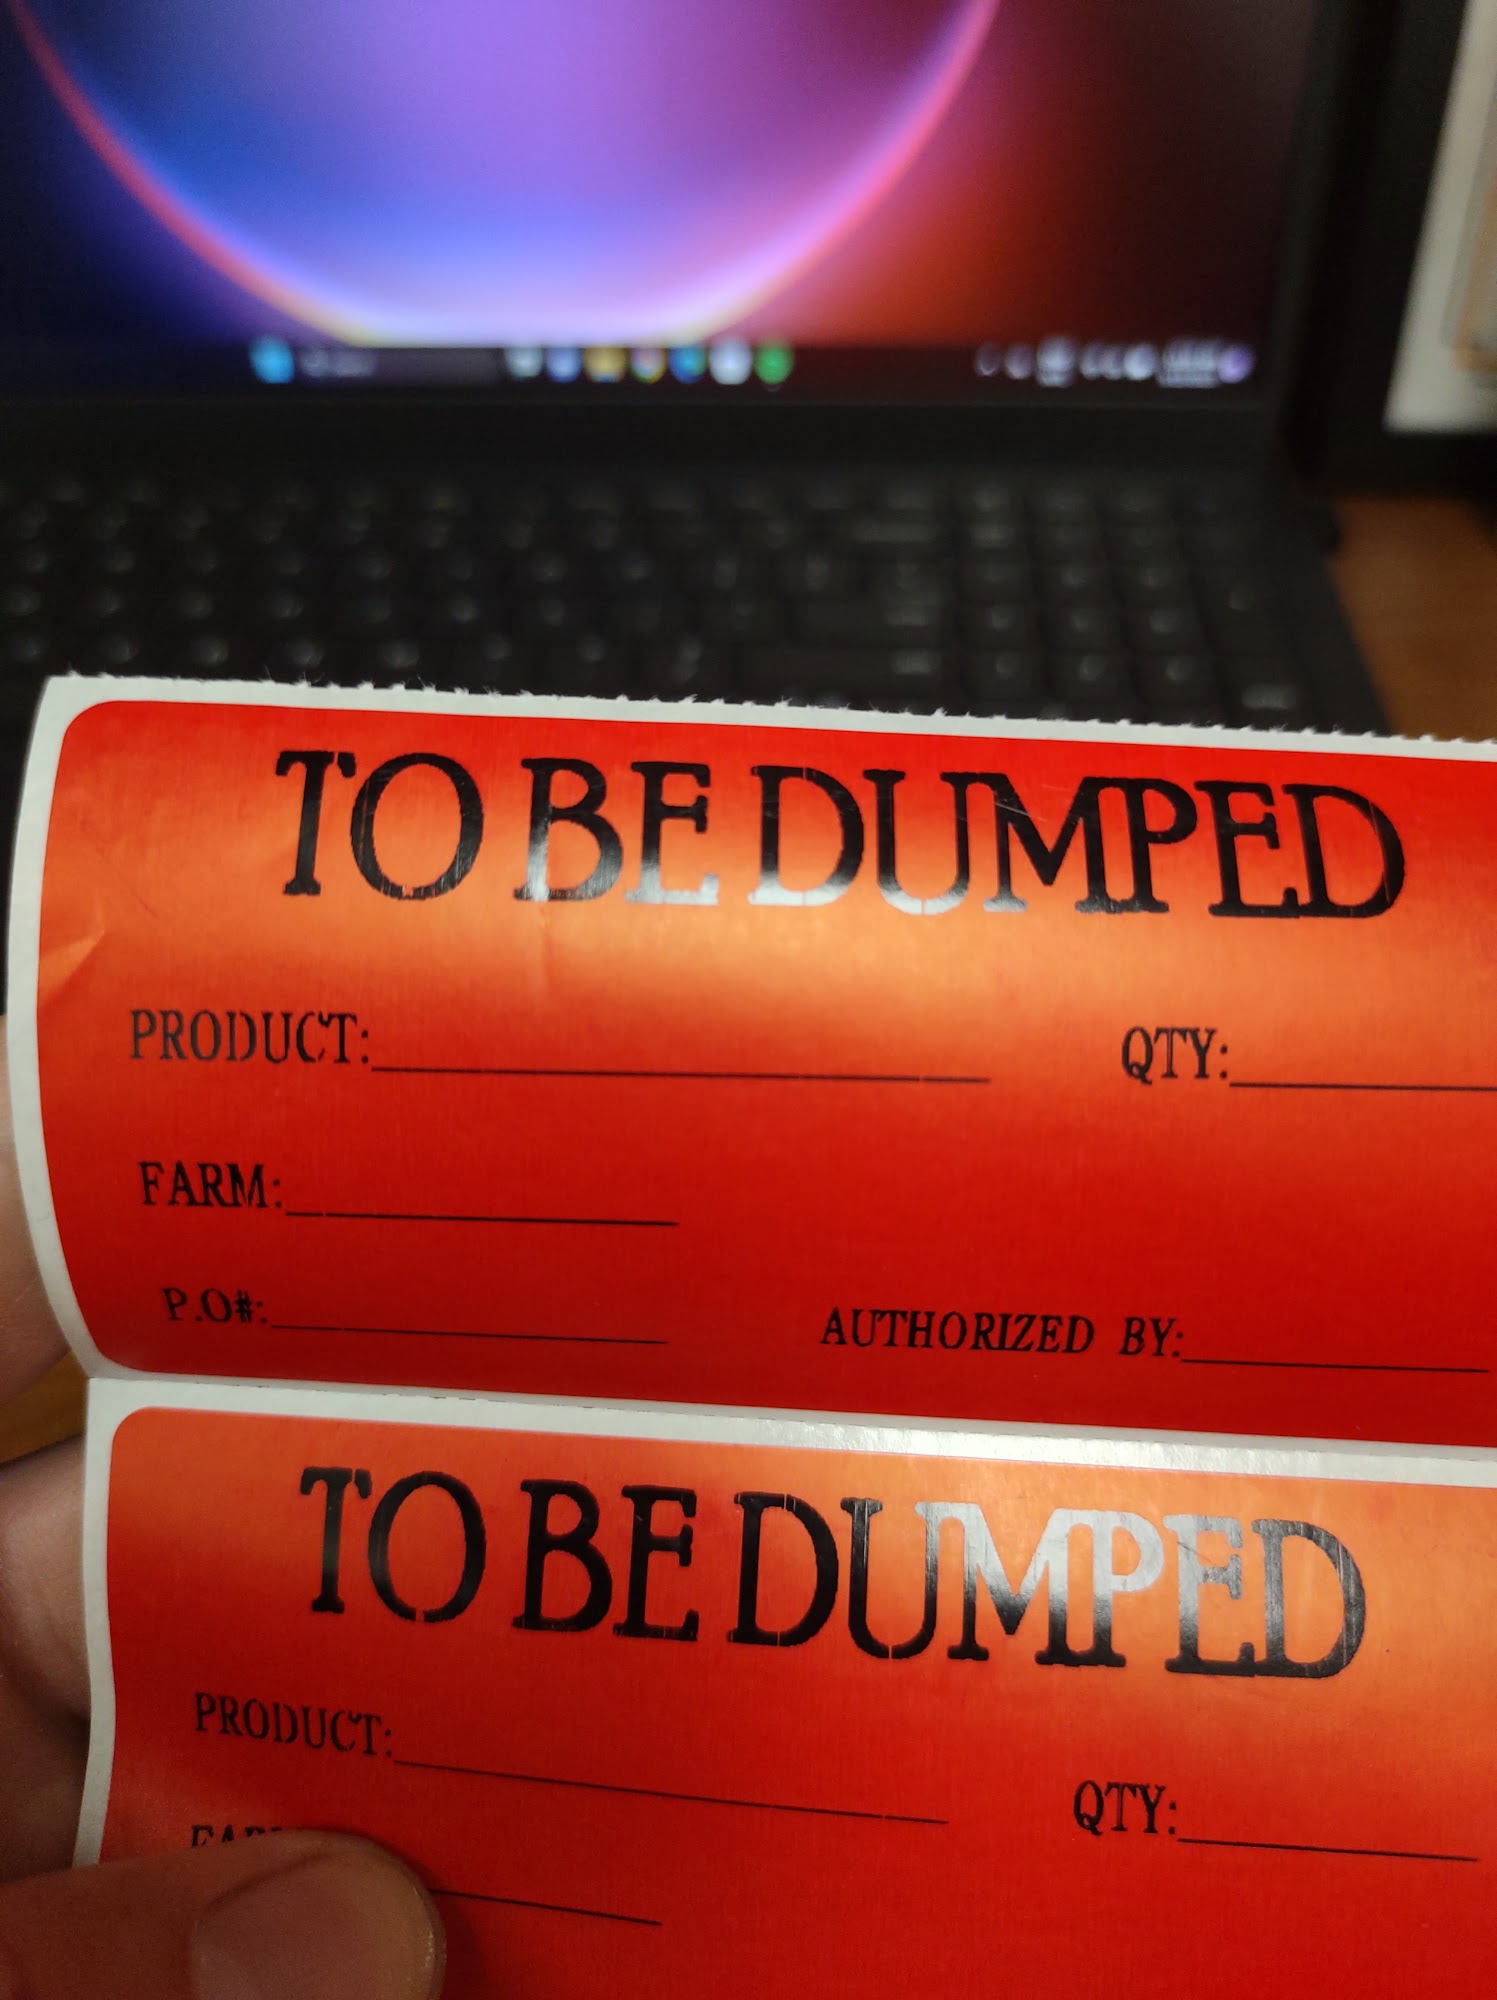 TO BE DUMPED
PRODUCT:
QTY:
FARM:
P.O#:
AUTHORIZED BY:
TO BE DUMPED
PRODUCT:
QTY: